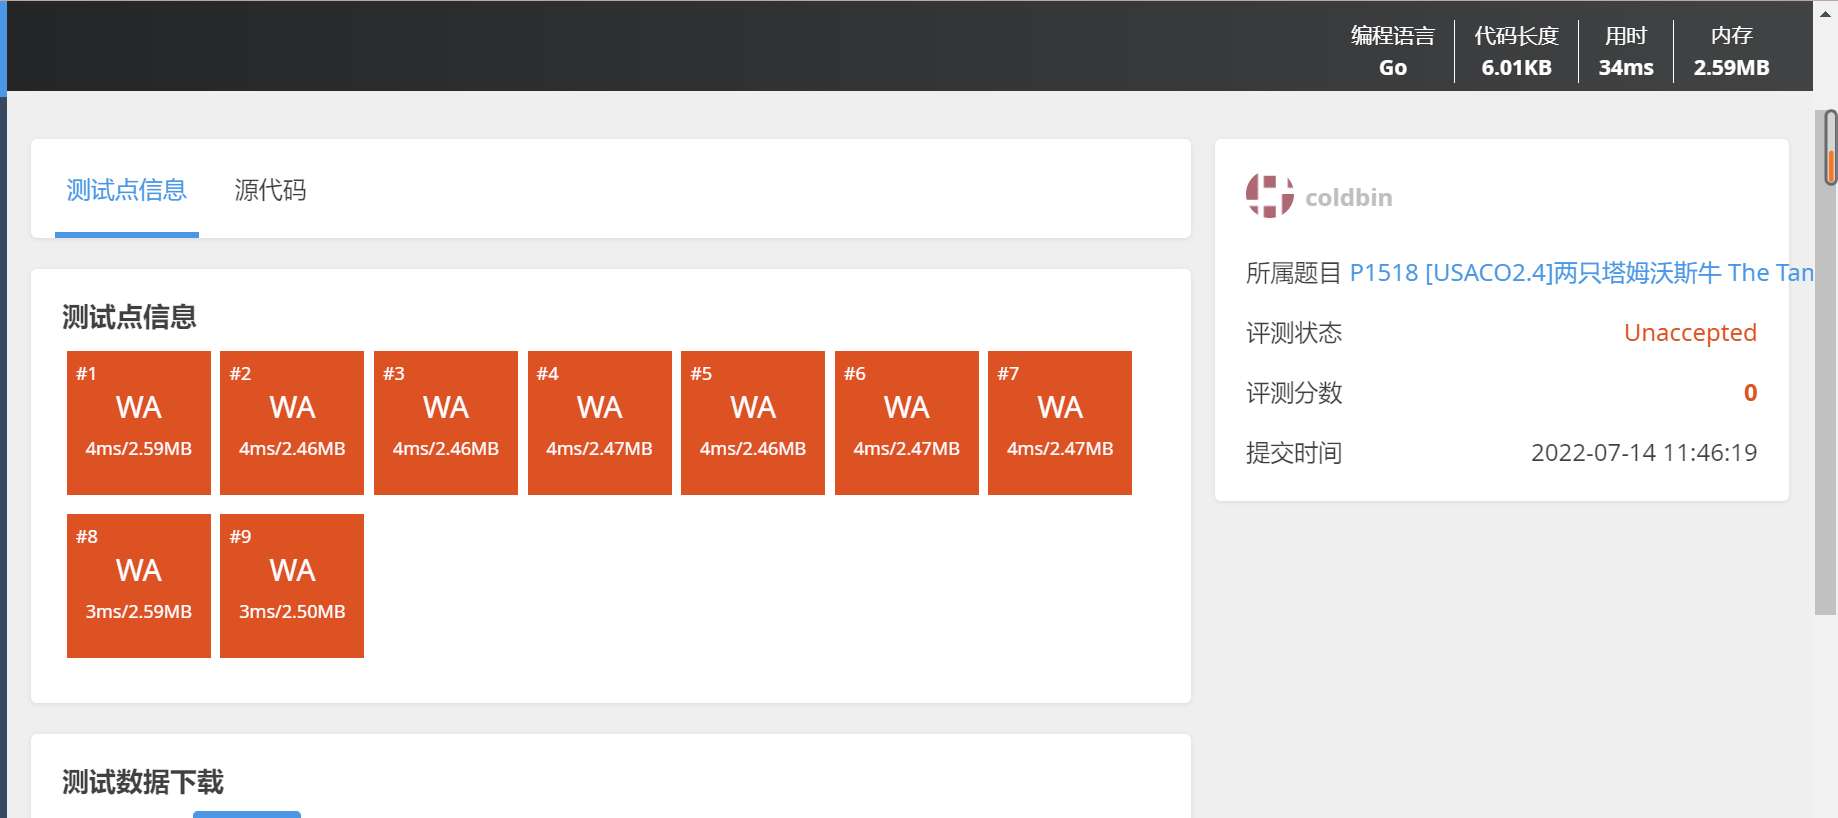 编程语言 代码长度 用时 内存
Go 6.01KB 34ms 2.59MB
测试点信息 源代码
测试点信息
#1 #2 #3 #4 #5 #6 #7
WA WA WA WA WA WA WA
4ms/2.59MB 4ms/2.46MB 4ms/2.46MB 4ms/2.47MB 4ms/2.46MB 4ms/2.47MB 4ms/2.47MB
#8 #9
WA WA
3ms/2.59MB 3ms/2.50MB
测试数据下载
coldbin
所属题目 P1518 [USACO2.4]两只塔姆沃斯牛 The Tam
评测状态 Unaccepted
评测分数 0
提交时间 2022-07-14 11:46:19